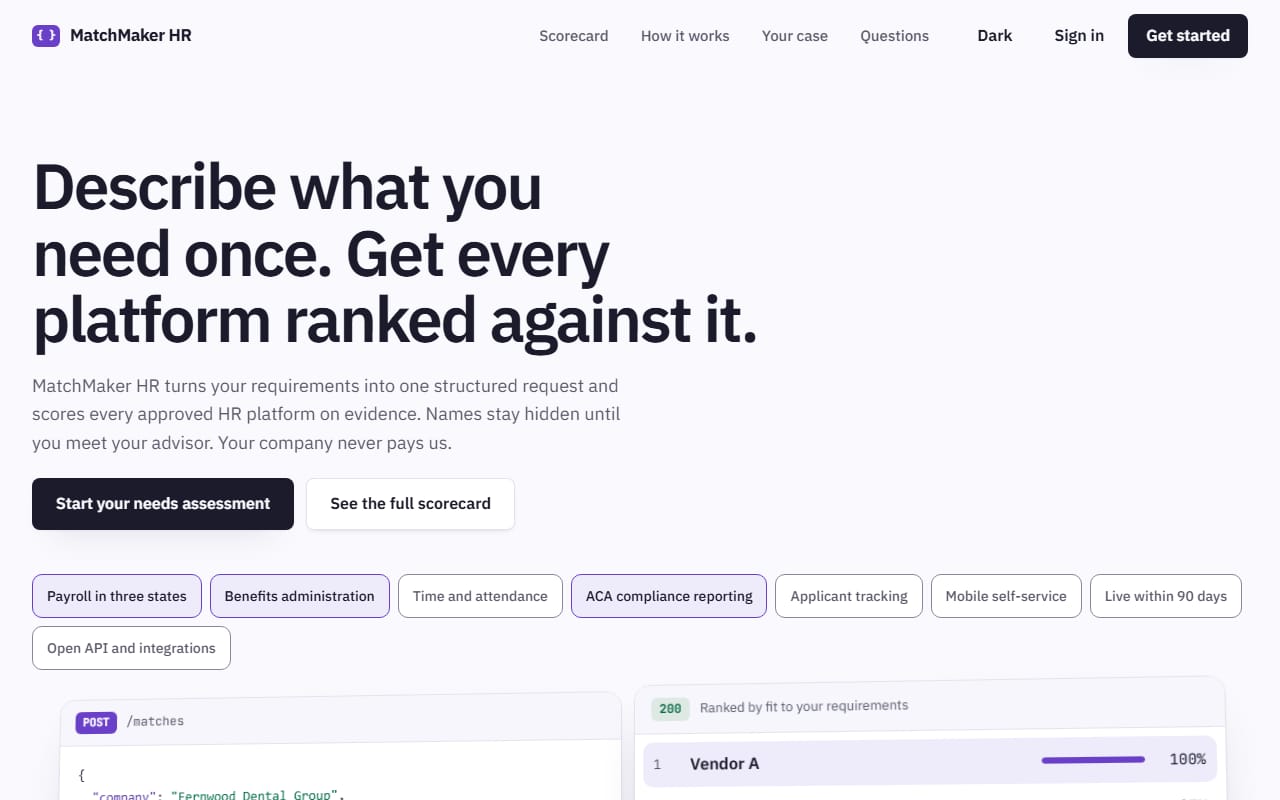 { } MatchMaker HR
Scorecard How it works Your case Questions Dark Sign in Get started
Describe what you
need once. Get every
platform ranked against it.
MatchMaker HR turns your requirements into one structured request and
scores every approved HR platform on evidence. Names stay hidden until
you meet your advisor. Your company never pays us.
Start your needs assessment See the full scorecard
Payroll in three states Benefits administration Time and attendance ACA compliance reporting Applicant tracking Mobile self-service Live within 90 days
Open API and integrations
POST /matches
{
"company": "Fernwood Dental Group",
200 Ranked by fit to your requirements
1 Vendor A 100%